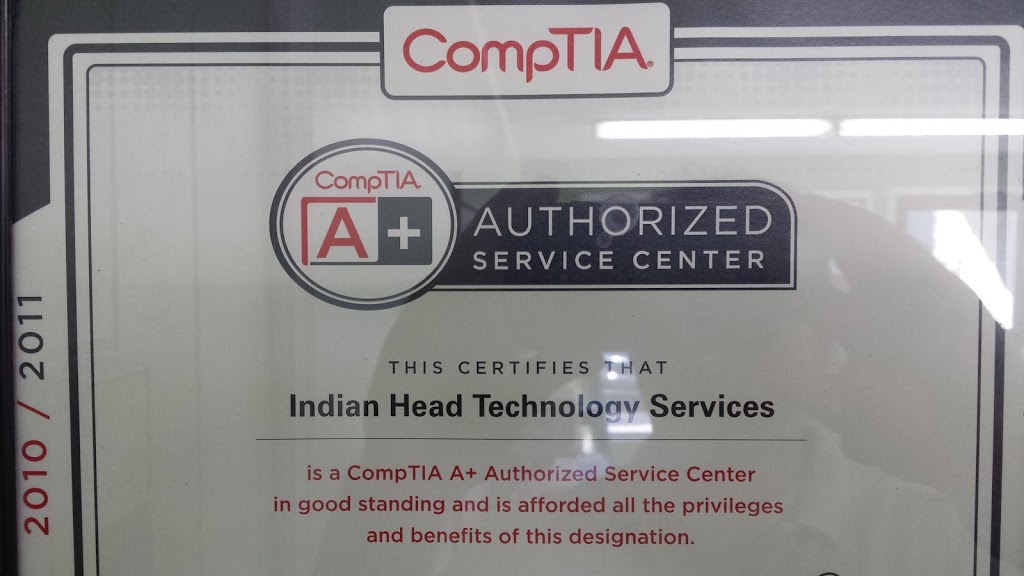 CompTIA®
CompTIA
A+
AUTHORIZED
SERVICE CENTER
2010 / 2011
THIS CERTIFIES THAT
Indian Head Technology Services
is a CompTIA A+ Authorized Service Center
in good standing and is afforded all the privileges
and benefits of this designation.